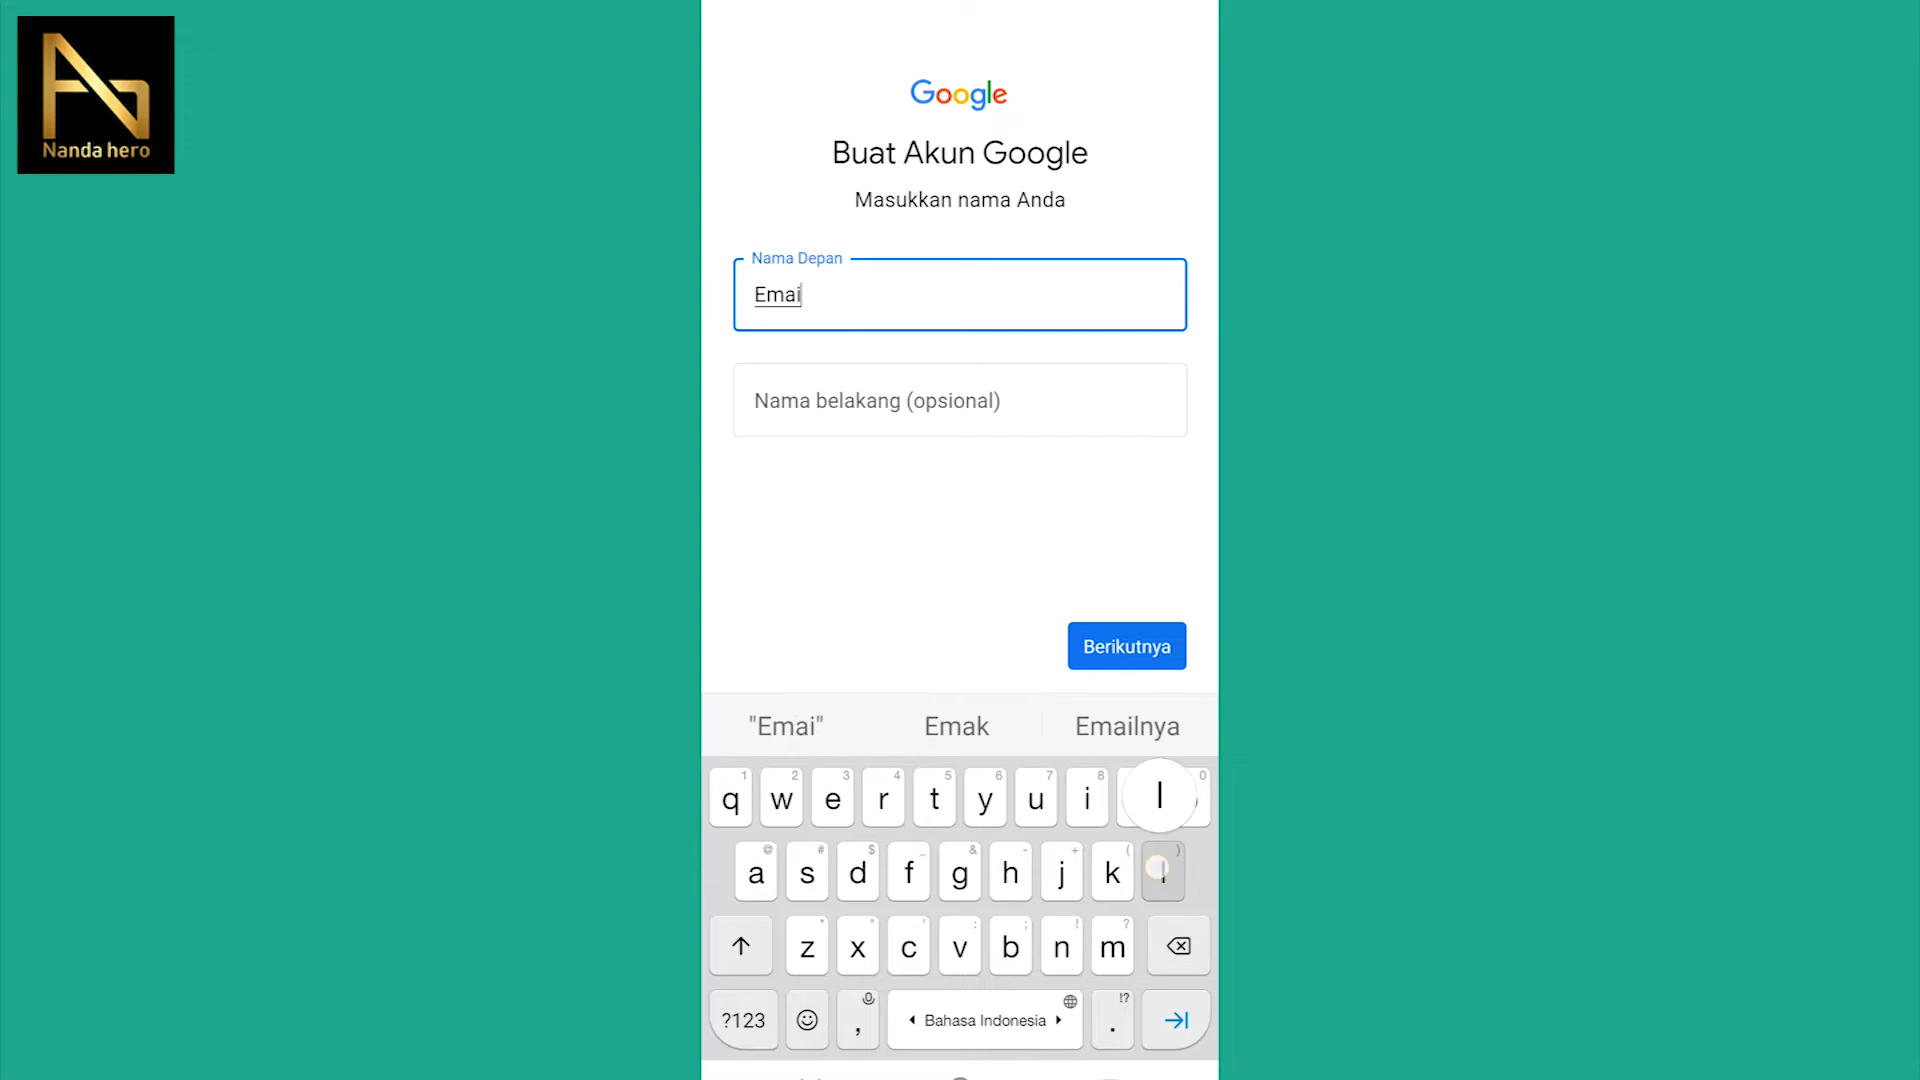 Nanda hero
Google
Buat Akun Google
Masukkan nama Anda
Nama Depan
Emai
Nama belakang (opsional)
Berikutnya
"Emai" Emak Emailnya
1 2 3 4 5 6 7 8 0
q w e r t y u i l
@ # $ _ & - + ( )
a s d f g h j k l
* " ' : ; ! ?
z x c v b n m
!?
?123 , Bahasa Indonesia .